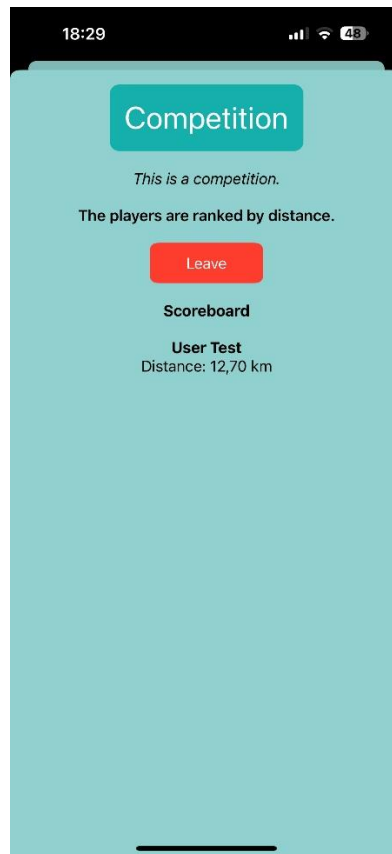 18:29
48
Competition
This is a competition.
The players are ranked by distance.
Leave
Scoreboard
User Test
Distance: 12,70 km